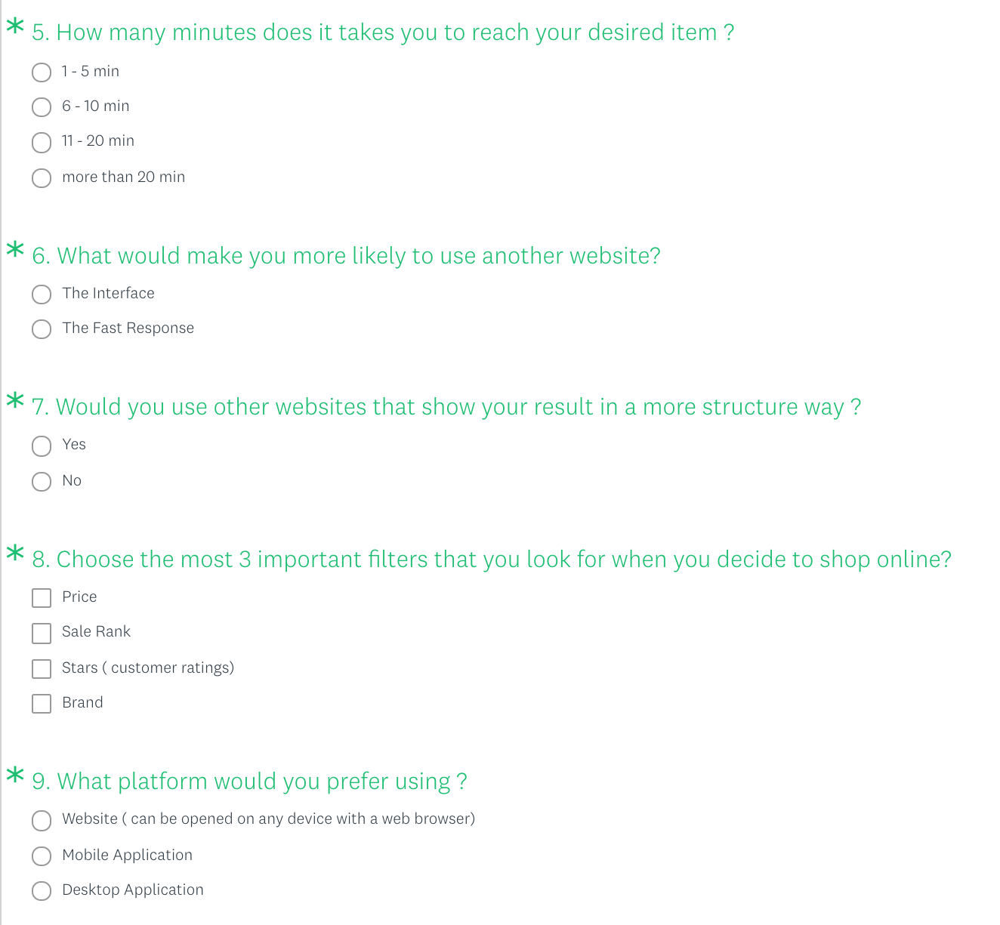 * 5. How many minutes does it takes you to reach your desired item ?
1 - 5 min
6 - 10 min
11 - 20 min
more than 20 min
* 6. What would make you more likely to use another website?
The Interface
The Fast Response
* 7. Would you use other websites that show your result in a more structure way ?
Yes
No
* 8. Choose the most 3 important filters that you look for when you decide to shop online?
Price
Sale Rank
Stars ( customer ratings)
Brand
* 9. What platform would you prefer using ?
Website ( can be opened on any device with a web browser)
Mobile Application
Desktop Application